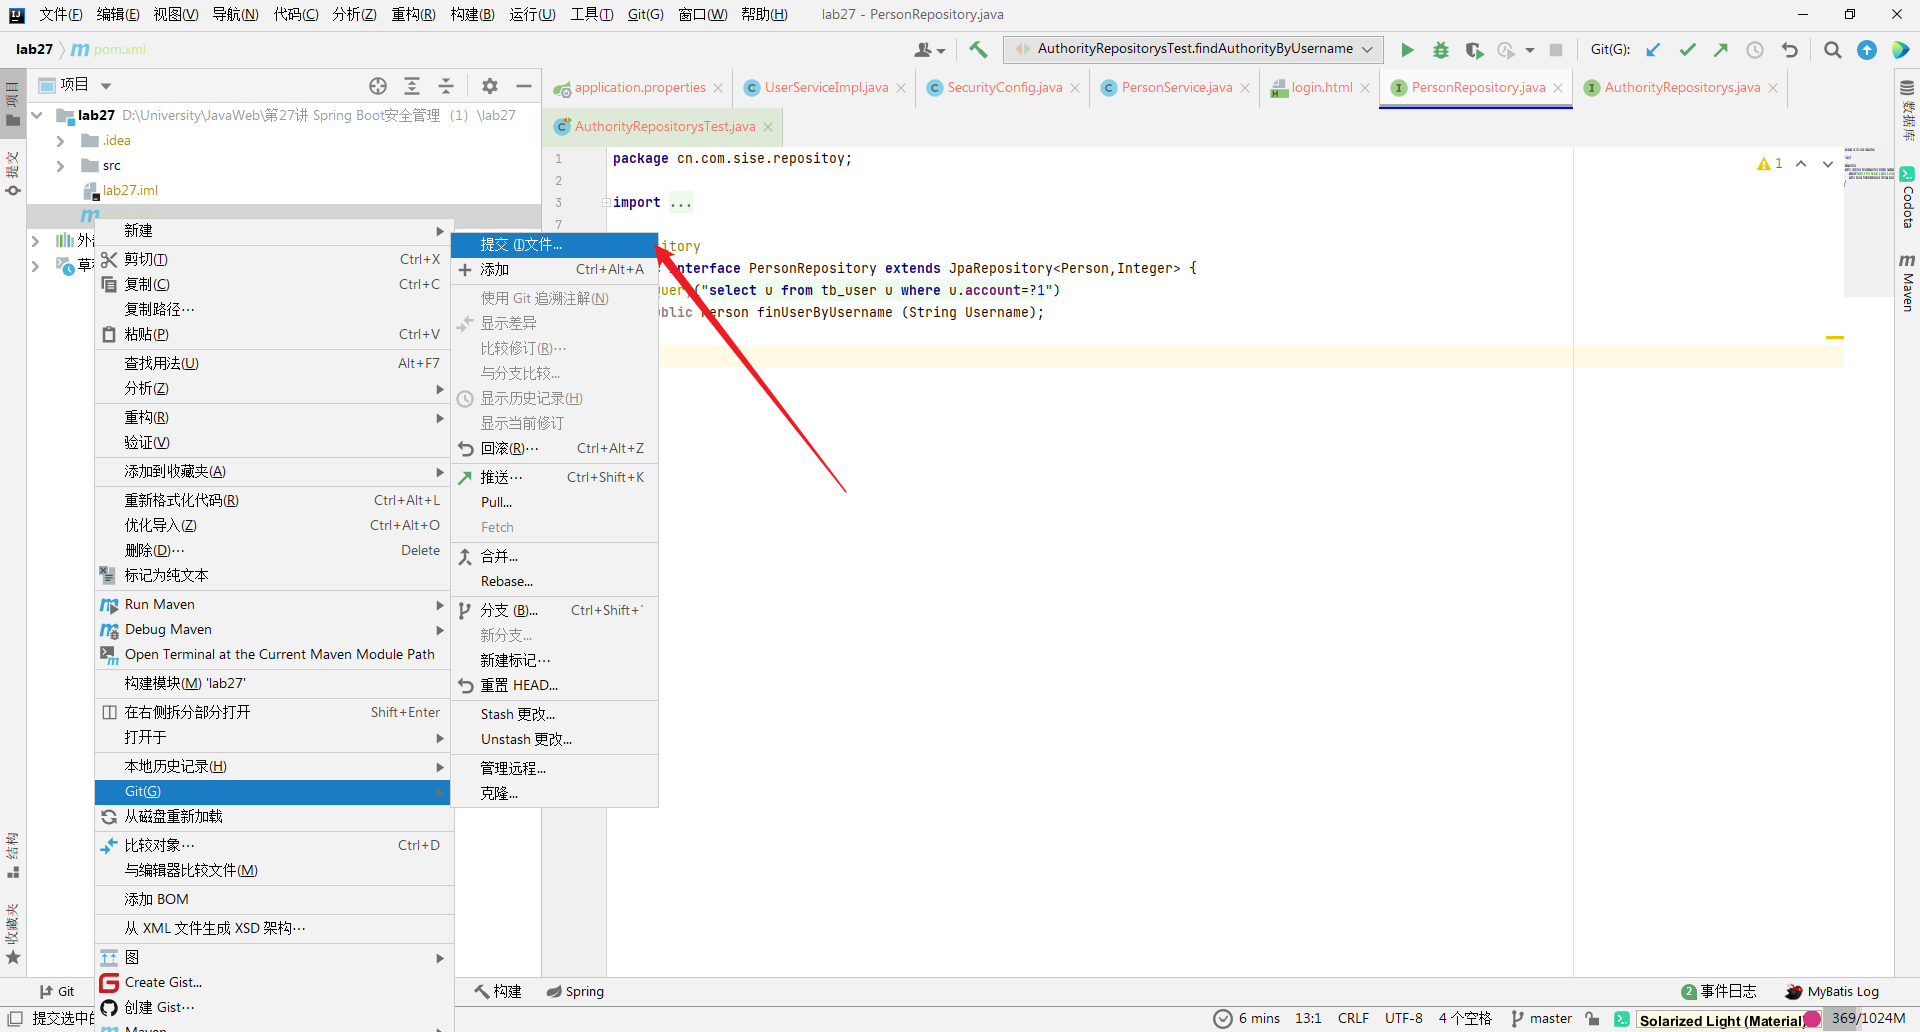 文件(F) 编辑(E) 视图(V) 导航(N) 代码(C) 分析(Z) 重构(R) 构建(B) 运行(U) 工具(T) Git(G) 窗口(W) 帮助(H) lab27 - PersonRepository.java
lab27 pom.xml AuthorityRepositorysTest.findAuthorityByUsername Git(G):
项目
application.properties UserServiceImpl.java SecurityConfig.java PersonService.java login.html PersonRepository.java AuthorityRepositorys.java
AuthorityRepositorysTest.java
项目
提交
结构
收藏夹
数据库
Codota
Maven
lab27 D:\University\JavaWeb\第27讲 Spring Boot安全管理 (1) \lab27
.idea
src
lab27.iml
外部
草稿
新建
剪切(T) Ctrl+X
复制(C) Ctrl+C
复制路径…
粘贴(P) Ctrl+V
查找用法(U) Alt+F7
分析(Z)
重构(R)
验证(V)
添加到收藏夹(A)
重新格式化代码(R) Ctrl+Alt+L
优化导入(Z) Ctrl+Alt+O
删除(D)… Delete
标记为纯文本
Run Maven
Debug Maven
Open Terminal at the Current Maven Module Path
构建模块(M) 'lab27'
在右侧拆分部分打开 Shift+Enter
打开于
本地历史记录(H)
Git(G)
从磁盘重新加载
比较对象… Ctrl+D
与编辑器比较文件(M)
添加 BOM
从 XML 文件生成 XSD 架构…
图
Create Gist...
创建 Gist…
Maven
提交 (I)文件...
添加 Ctrl+Alt+A
使用 Git 追溯注解(N)
显示差异
比较修订(R)…
与分支比较...
显示历史记录(H)
显示当前修订
回滚(R)… Ctrl+Alt+Z
推送… Ctrl+Shift+K
Pull...
Fetch
合并...
Rebase...
分支 (B)... Ctrl+Shift+`
新分支...
新建标记…
重置 HEAD...
Stash 更改...
Unstash 更改...
管理远程...
克隆...
1 package cn.com.sise.repositoy;
2
3 import ...
7
itory
nterface PersonRepository extends JpaRepository<Person,Integer> {
uer ("select u from tb_user u where u.account=?1")
blic Person finUserByUsername (String Username);
1
Git 构建 Spring 2 事件日志 MyBatis Log
提交选中的 6 mins 13:1 CRLF UTF-8 4 个空格 master Solarized Light (Material) 369/1024M